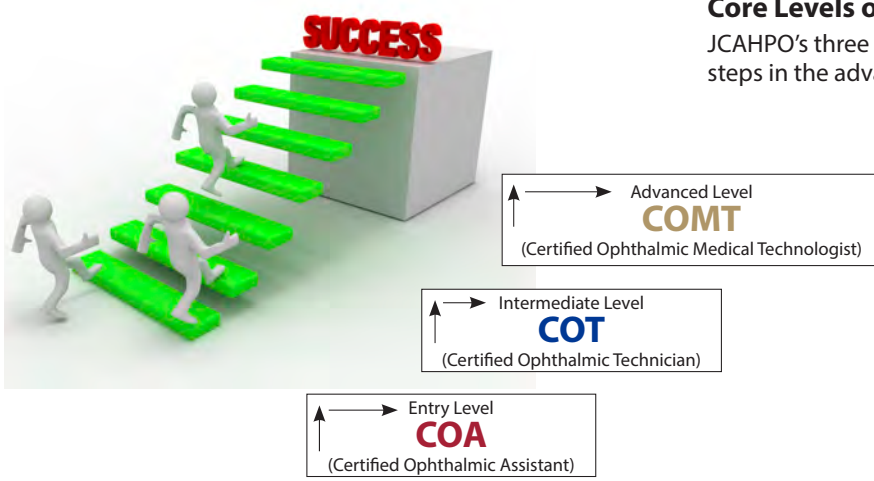 SUCCESS
Core Levels o
JCAHPO's three
steps in the adva
Advanced Level
COMT
(Certified Ophthalmic Medical Technologist)
Intermediate Level
COT
(Certified Ophthalmic Technician)
Entry Level
COA
(Certified Ophthalmic Assistant)